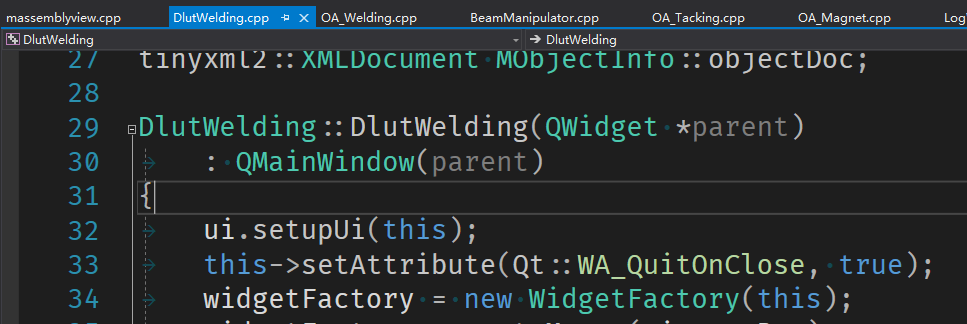 massemblyview.cpp DlutWelding.cpp OA_Welding.cpp BeamManipulator.cpp OA_Tacking.cpp OA_Magnet.cpp Log
DlutWelding DlutWelding
27 tinyxml2::XMLDocument MObjectInfo::objectDoc;
28
29 DlutWelding::DlutWelding(QWidget *parent)
30 : QMainWindow(parent)
31 {
32 ui.setupUi(this);
33 this->setAttribute(Qt::WA_QuitOnClose, true);
34 widgetFactory = new WidgetFactory(this);